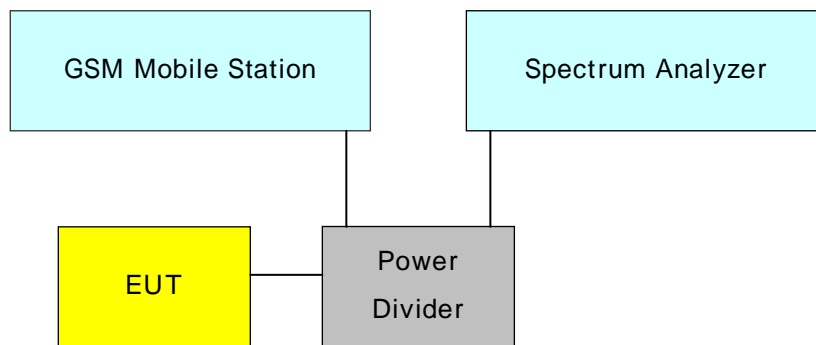 GSM Mobile Station
Spectrum Analyzer
EUT
Power
Divider